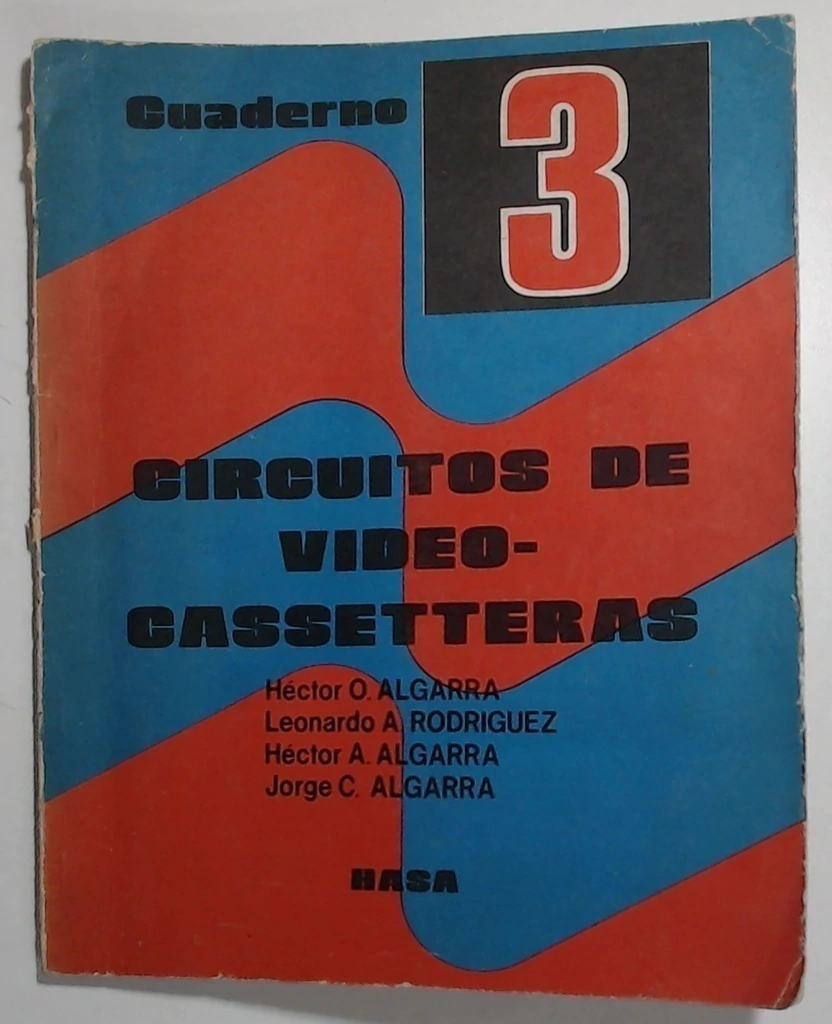 Cuaderno 3
CIRCUITOS DE
VIDEO-
CASSETTERAS
Héctor O. ALGARRA
Leonardo A. RODRIGUEZ
Héctor A. ALGARRA
Jorge C. ALGARRA
HASA